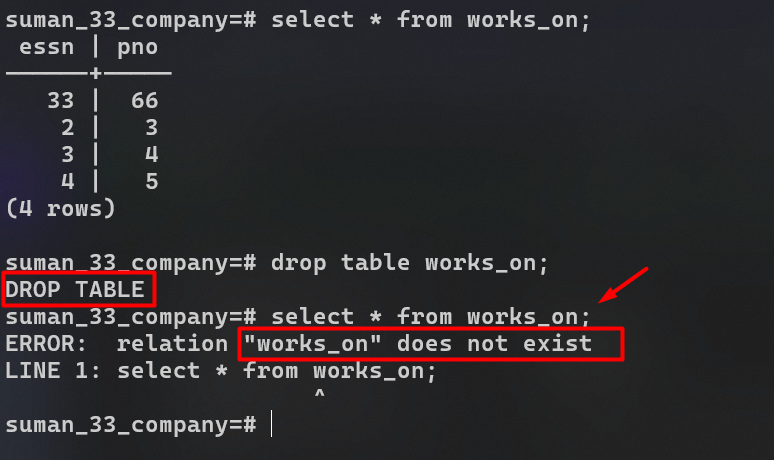 suman_33_company=# select * from works_on;
 essn | pno
------+-----
   33 |  66
    2 |   3
    3 |   4
    4 |   5
(4 rows)

suman_33_company=# drop table works_on;
DROP TABLE
suman_33_company=# select * from works_on;
ERROR:  relation "works_on" does not exist
LINE 1: select * from works_on;
                      ^
suman_33_company=#